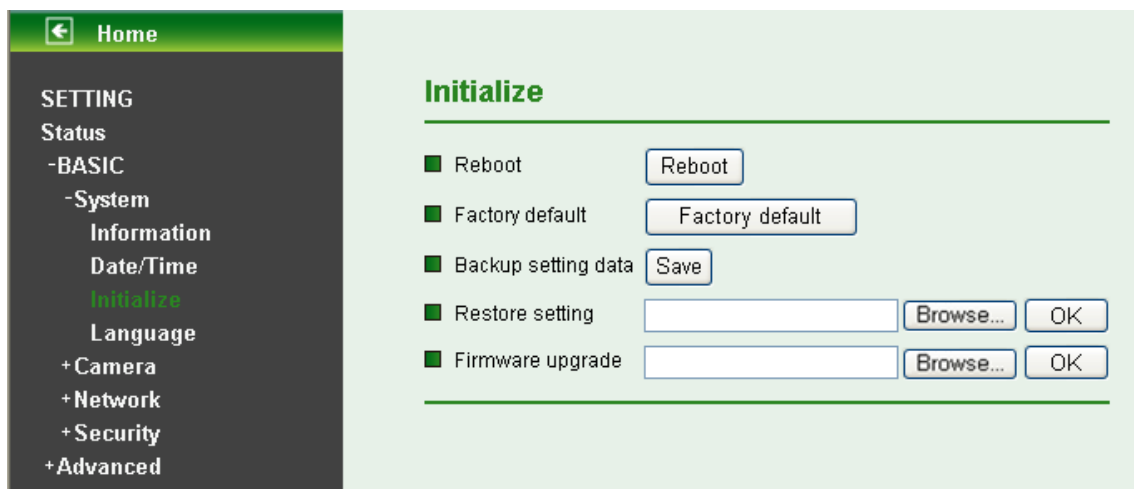 Home
SETTING
Status
-BASIC
-System
Information
Date/Time
Initialize
Language
+Camera
+Network
+Security
+Advanced
Initialize
Reboot Reboot
Factory default Factory default
Backup setting data Save
Restore setting Browse... OK
Firmware upgrade Browse... OK